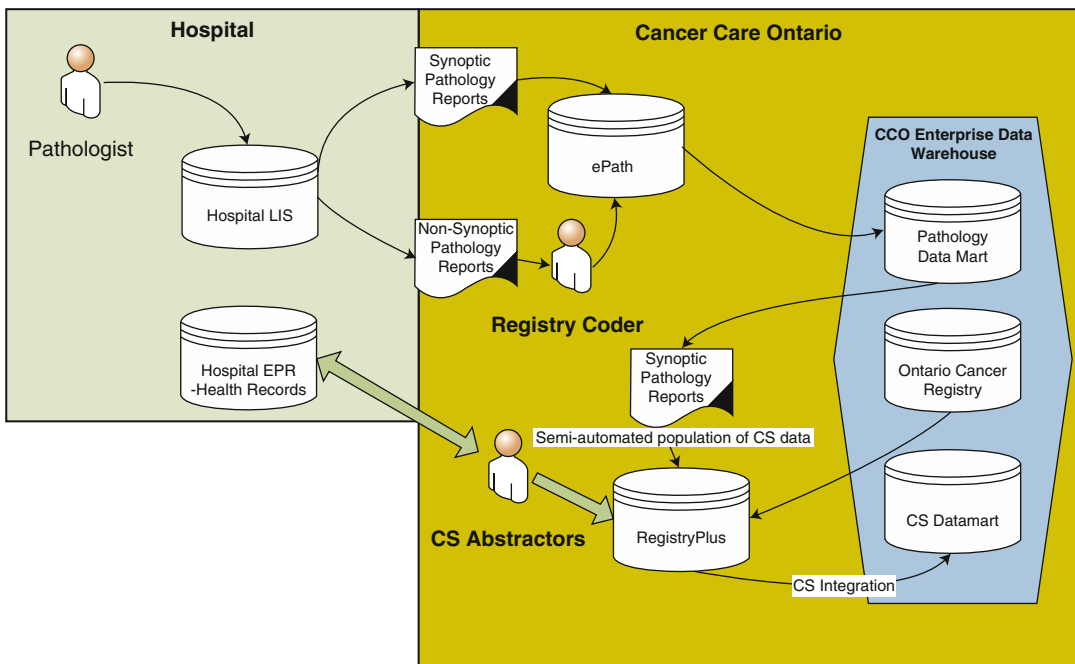 Hospital
Cancer Care Ontario
Pathologist
Hospital LIS
Synoptic
Pathology
Reports
ePath
Non-Synoptic
Pathology
Reports
Registry Coder
CCO Enterprise Data
Warehouse
Pathology
Data Mart
Hospital EPR
-Health Records
Synoptic
Pathology
Reports
Ontario Cancer
Registry
Semi-automated population of CS data
CS Abstractors
RegistryPlus
CS Datamart
CS Integration